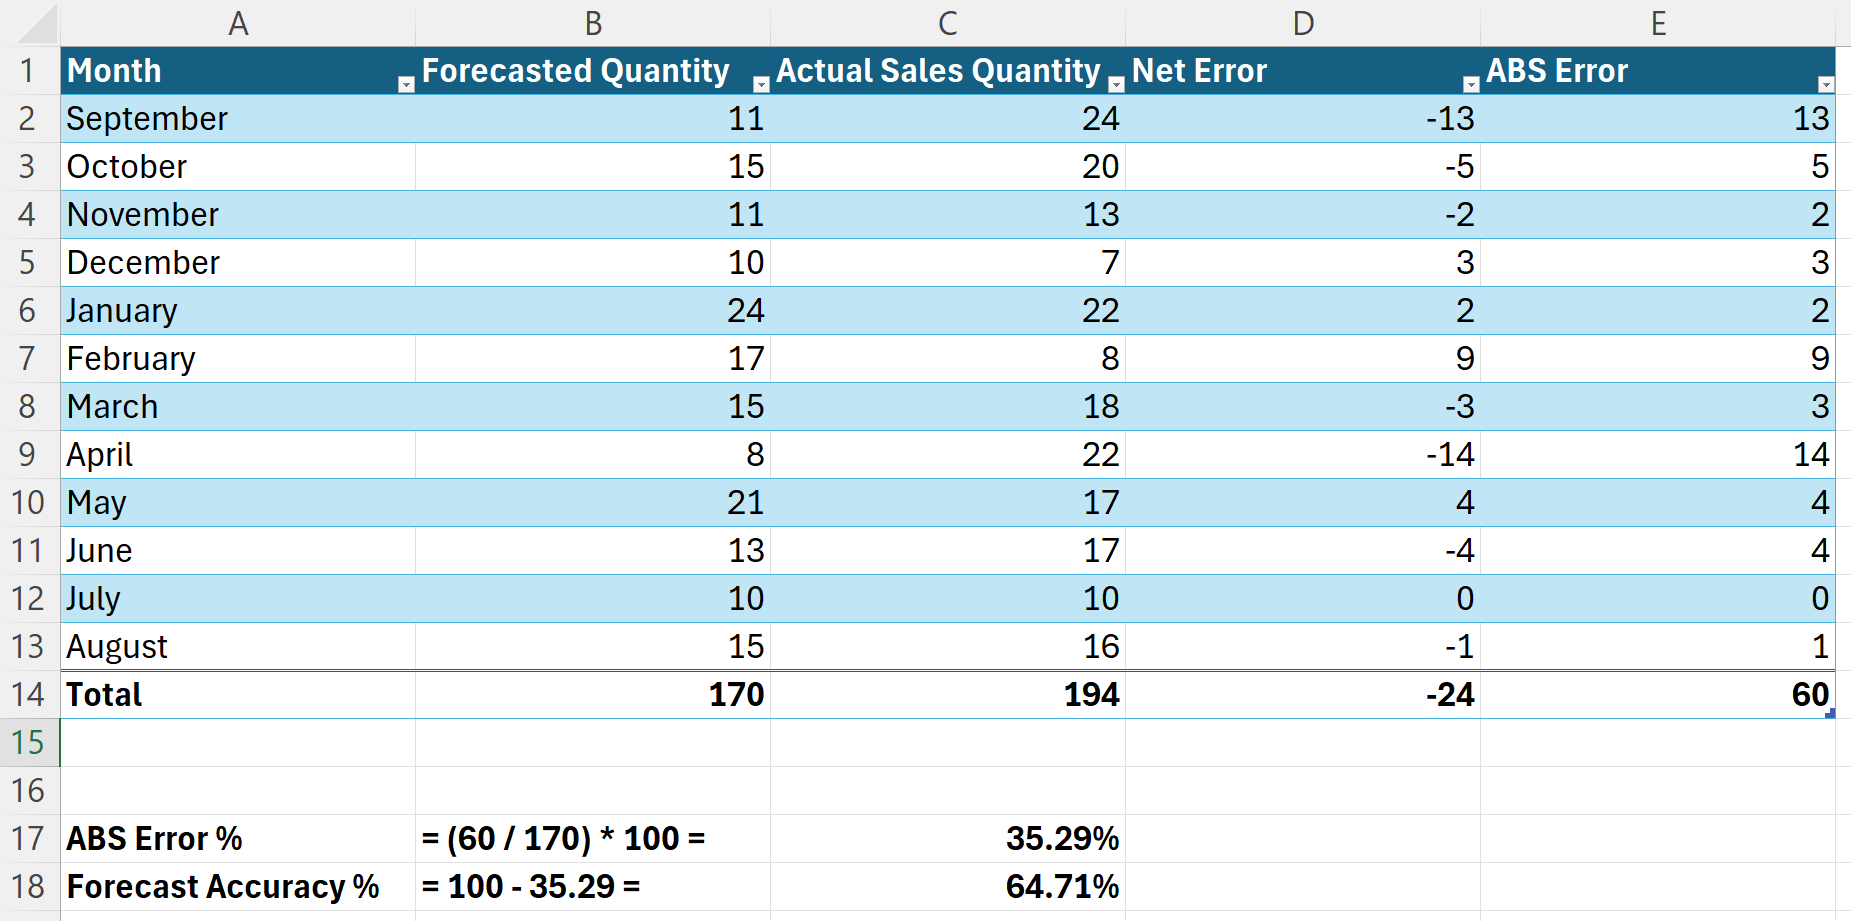 A B C D E
1 Month Forecasted Quantity Actual Sales Quantity Net Error ABS Error
2 September 11 24 -13 13
3 October 15 20 -5 5
4 November 11 13 -2 2
5 December 10 7 3 3
6 January 24 22 2 2
7 February 17 8 9 9
8 March 15 18 -3 3
9 April 8 22 -14 14
10 May 21 17 4 4
11 June 13 17 -4 4
12 July 10 10 0 0
13 August 15 16 -1 1
14 Total 170 194 -24 60
15
16
17 ABS Error % = (60 / 170) * 100 = 35.29%
18 Forecast Accuracy % = 100 - 35.29 = 64.71%